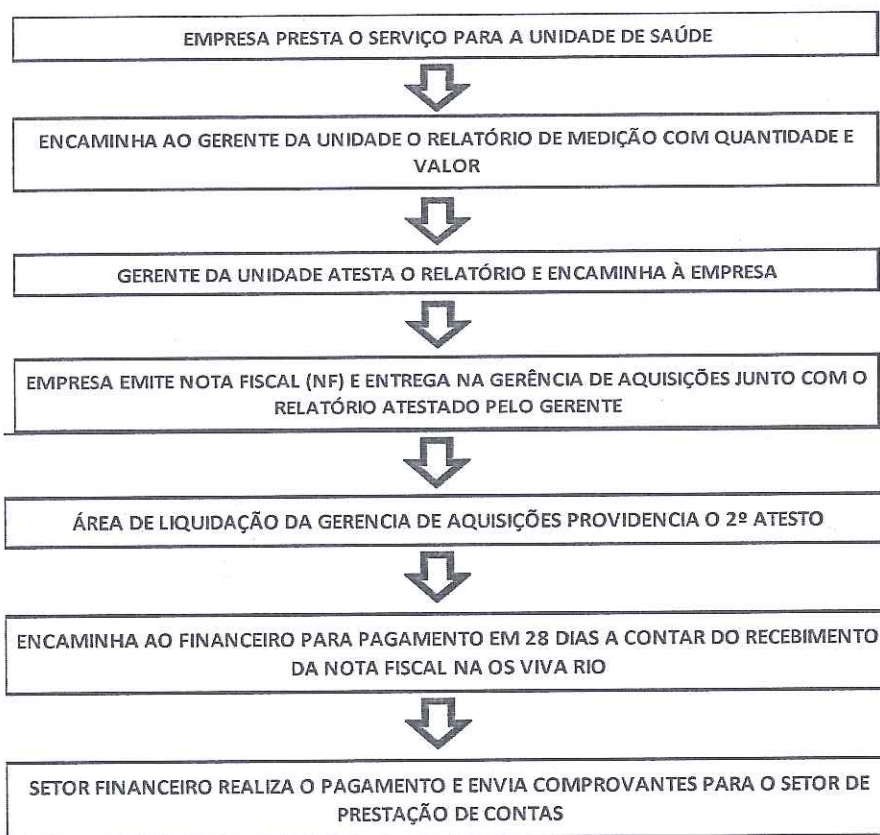 EMPRESA PRESTA O SERVIÇO PARA A UNIDADE DE SAÚDE
ENCAMINHA AO GERENTE DA UNIDADE O RELATÓRIO DE MEDIÇÃO COM QUANTIDADE E
VALOR
GERENTE DA UNIDADE ATESTA O RELATÓRIO E ENCAMINHA À EMPRESA
EMPRESA EMITE NOTA FISCAL (NF) E ENTREGA NA GERÊNCIA DE AQUISIÇÕES JUNTO COM O
RELATÓRIO ATESTADO PELO GERENTE
ÁREA DE LIQUIDAÇÃO DA GERENCIA DE AQUISIÇÕES PROVIDENCIA O 2º ATESTO
ENCAMINHA AO FINANCEIRO PARA PAGAMENTO EM 28 DIAS A CONTAR DO RECEBIMENTO
DA NOTA FISCAL NA OS VIVA RIO
SETOR FINANCEIRO REALIZA O PAGAMENTO E ENVIA COMPROVANTES PARA O SETOR DE
PRESTAÇÃO DE CONTAS